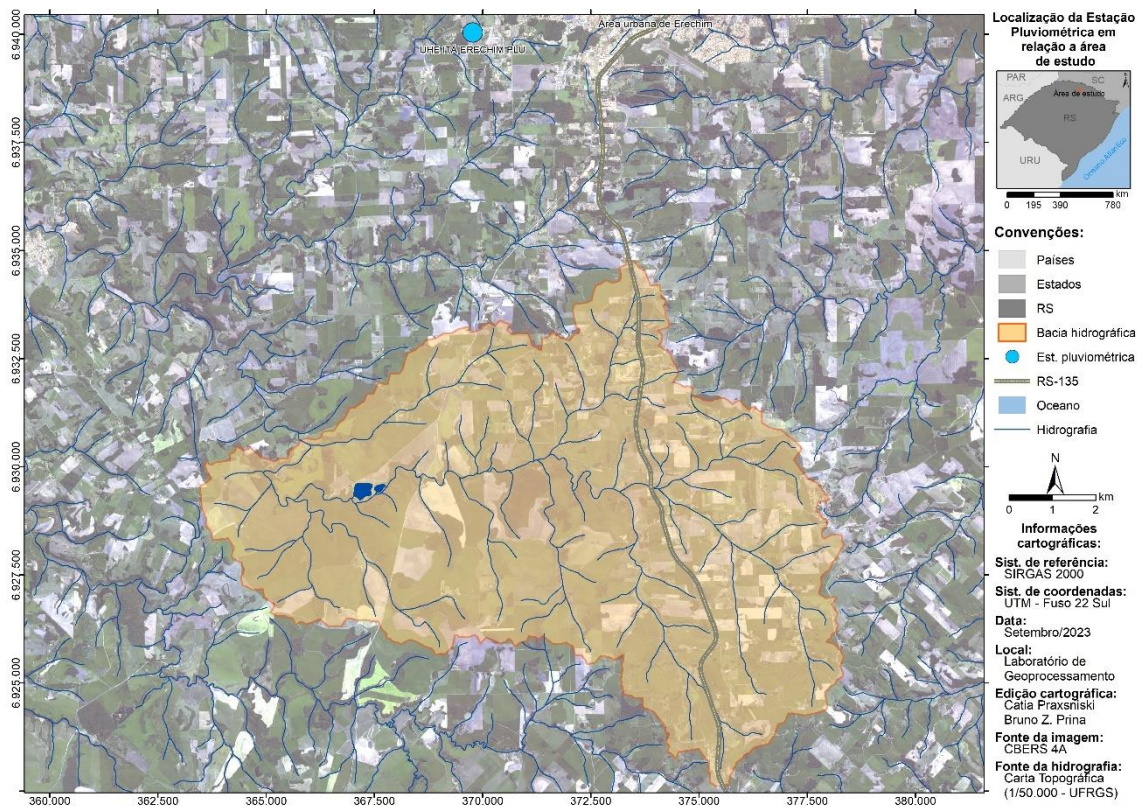 Área urbana de Erechim
UHE ITÁ ERECHIM PLU
6.940.000
6.937.500
6.935.000
6.932.500
6.930.000
6.927.500
6.925.000
360.000
362.500
365.000
367.500
370.000
372.500
375.000
377.500
380.000
Localização da Estação
Pluviométrica em
relação a área
de estudo
PAR
SC
ARG
Área de estudo
RS
URU
Oceano Atlântico
km
0 195 390 780
Convenções:
Países
Estados
RS
Bacia hidrográfica
Est. pluviométrica
RS-135
Oceano
Hidrografia
N
km
0 1 2
Informações
cartográficas:
Sist. de referência:
SIRGAS 2000
Sist. de coordenadas:
UTM - Fuso 22 Sul
Data:
Setembro/2023
Local:
Laboratório de
Geoprocessamento
Edição cartográfica:
Catia Praxsniski
Bruno Z. Prina
Fonte da imagem:
CBERS 4A
Fonte da hidrografia:
Carta Topográfica
(1/50.000 - UFRGS)